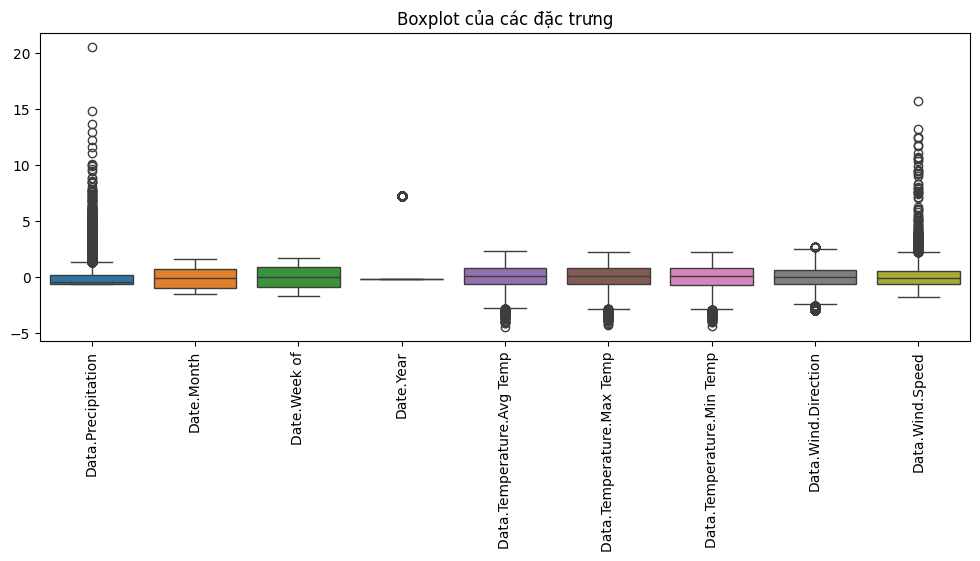 Boxplot của các đặc trưng
20
15
10
5
0
−5
Data.Precipitation
Date.Month
Date.Week of
Date.Year
Data.Temperature.Avg Temp
Data.Temperature.Max Temp
Data.Temperature.Min Temp
Data.Wind.Direction
Data.Wind.Speed